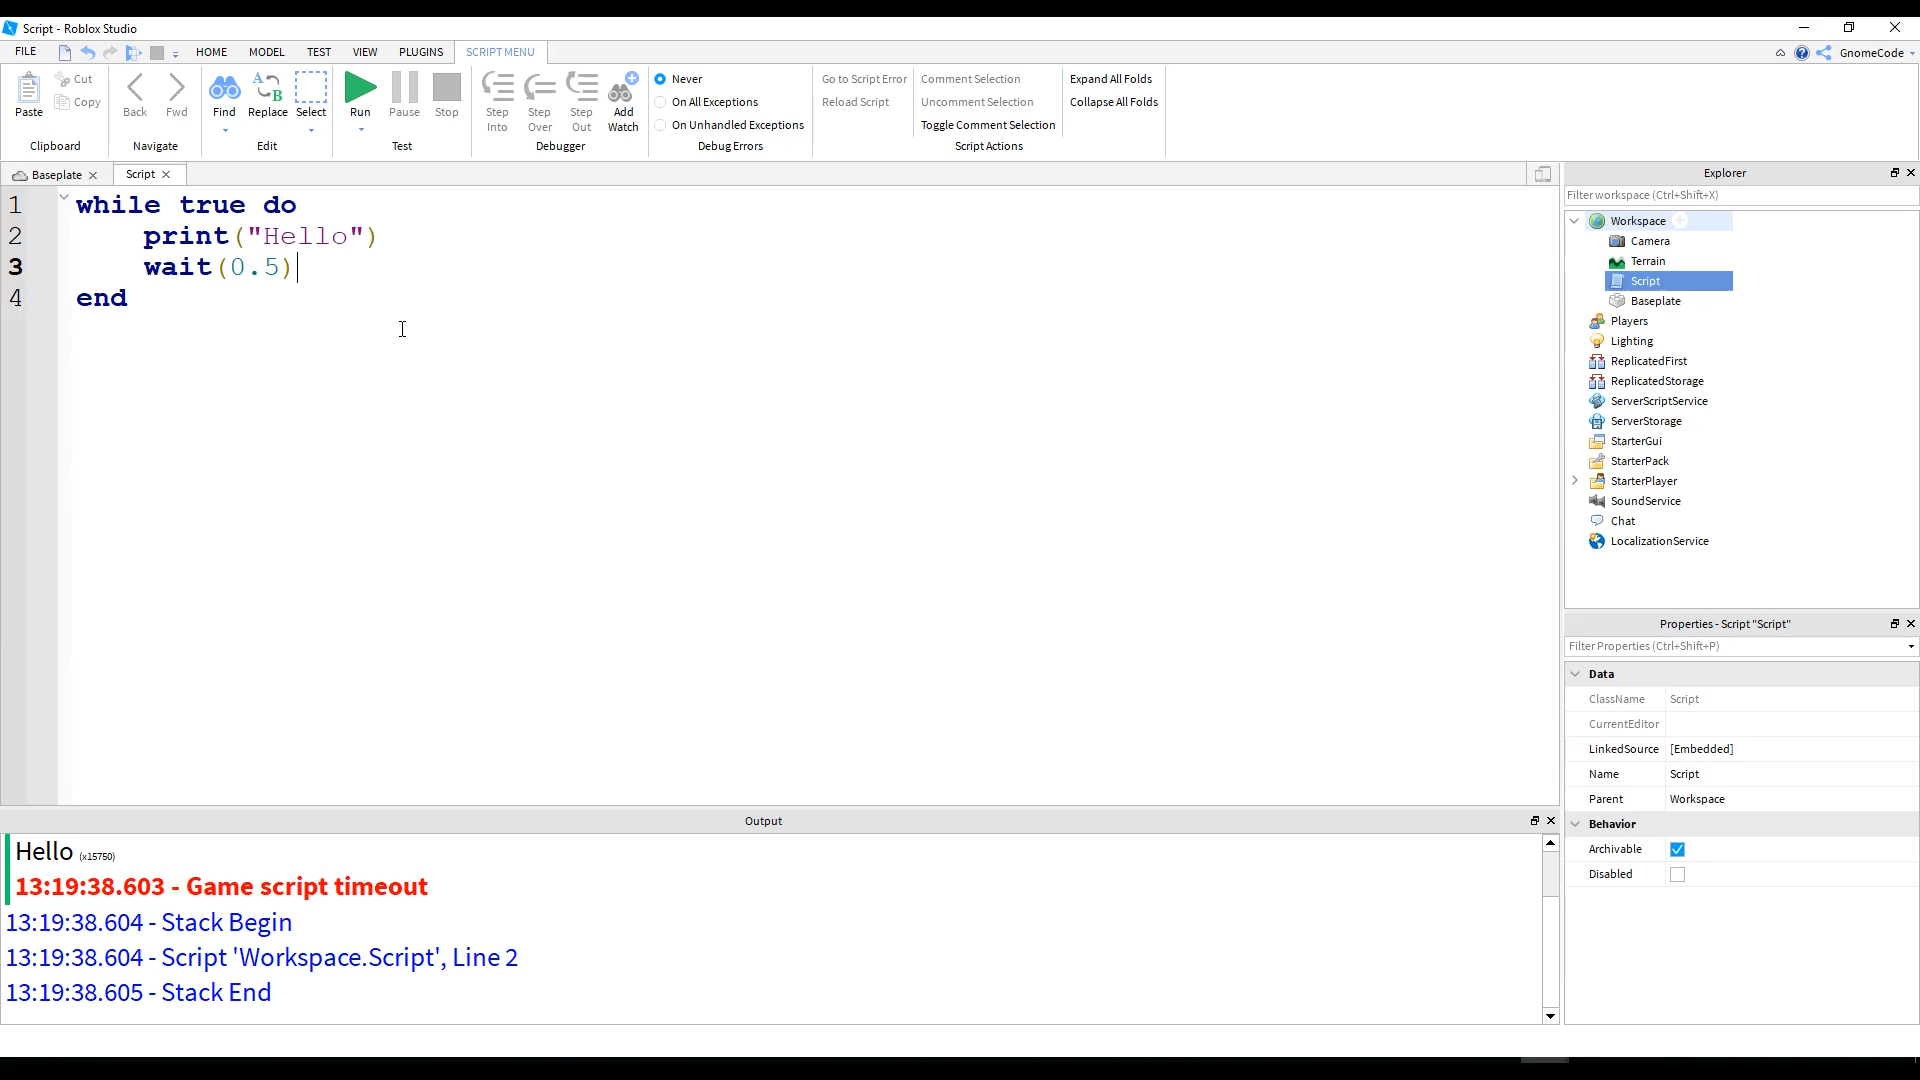 Script - Roblox Studio
FILE HOME MODEL TEST VIEW PLUGINS SCRIPT MENU GnomeCode
Paste Cut Copy Back Fwd Find Replace Select Run Pause Stop Step Into Step Over Step Out Add Watch
A B
Never
On All Exceptions
On Unhandled Exceptions
Go to Script Error
Reload Script
Comment Selection
Uncomment Selection
Toggle Comment Selection
Expand All Folds
Collapse All Folds
Clipboard Navigate Edit Test Debugger Debug Errors Script Actions
Baseplate Script
1 while true do
2 print("Hello")
3 wait(0.5)
4 end
Explorer
Filter workspace (Ctrl+Shift+X)
Workspace
Camera
Terrain
Script
Baseplate
Players
Lighting
ReplicatedFirst
ReplicatedStorage
ServerScriptService
ServerStorage
StarterGui
StarterPack
StarterPlayer
SoundService
Chat
LocalizationService
Properties - Script "Script"
Filter Properties (Ctrl+Shift+P)
Data
ClassName Script
CurrentEditor
LinkedSource [Embedded]
Name Script
Parent Workspace
Behavior
Archivable
Disabled
Output
Hello (x15750)
13:19:38.603 - Game script timeout
13:19:38.604 - Stack Begin
13:19:38.604 - Script 'Workspace.Script', Line 2
13:19:38.605 - Stack End